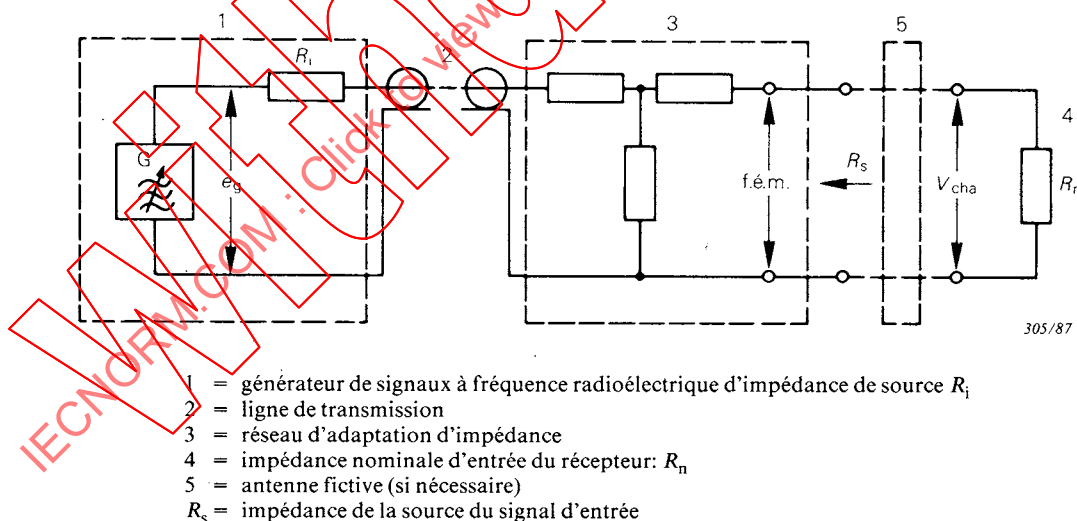 1
2
3
5
4
R_i
G
e_g
f.é.m.
R_s
V_cha
R_r
305/87
1 = générateur de signaux à fréquence radioélectrique d'impédance de source R_i
2 = ligne de transmission
3 = réseau d'adaptation d'impédance
4 = impédance nominale d'entrée du récepteur: R_n
5 = antenne fictive (si nécessaire)
R_s = impédance de la source du signal d'entrée
IECNORM.COM : Click to view